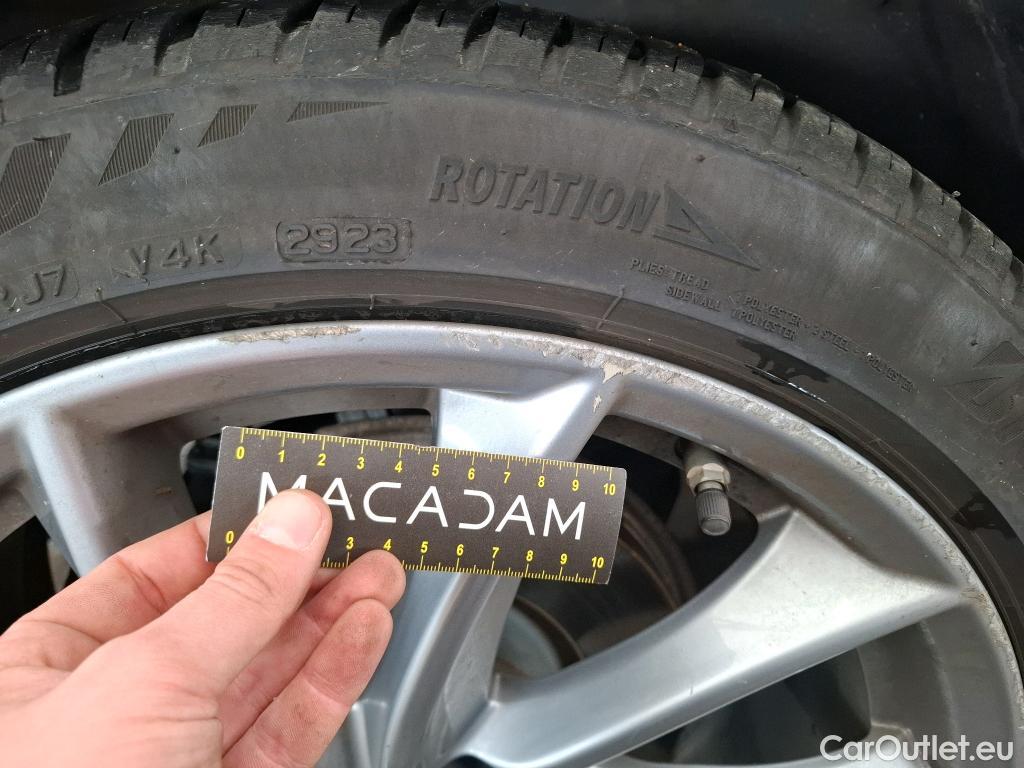 ROTATION
2923
V4K
J7
PLIES: TREAD
POLYESTER + 2 STEEL +
SIDEWALL 1 POLYESTER
0 1 2 3 4 5 6 7 8 9 10
MACADAM
0 3 4 5 6 7 8 9 10
CarOutlet.eu